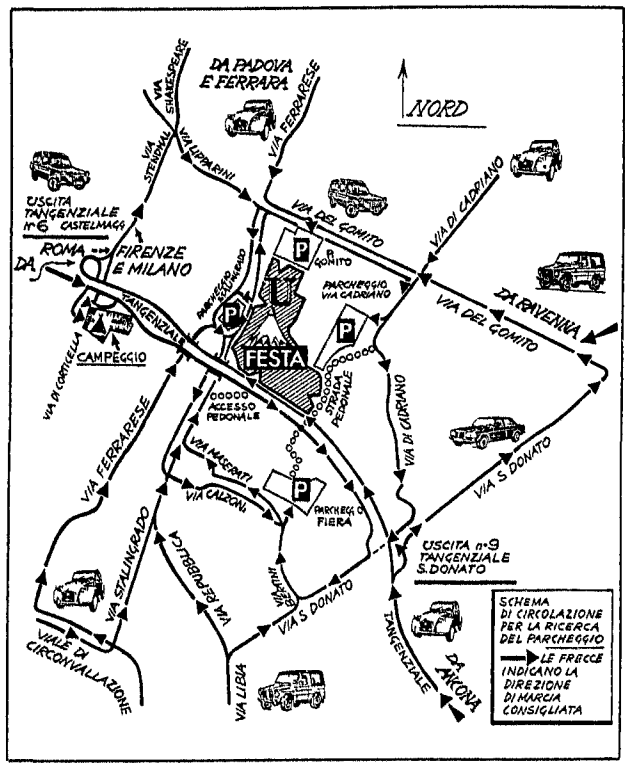 DA PADOVA
E FERRARA
NORD
VIA
SHAKESPEARE
VIA
STENDHAL
VIA LIPPARINI
VIA FERRARESE
VIA DI CADRIANO
USCITA
TANGENZIALE
nº6 CASTELMAGG.
ROMA
FIRENZE
E MILANO
DA
VIA DEL GOMITO
P
P. GOMITO
PARCHEGGIO
VIA CADRIANO
P
DA RAVENNA
VIA DEL GOMITO
P
TANGENZIALE
L'U
FESTA
STRADA
PEDONALE
CAMPEGGIO
VIA DI CORTICELLA
ACCESSO
PEDONALE
VIA DI CADRIANO
VIA FERRARESE
VIA MASERATI
VIA CALZONI
P
PARCHEGGIO
FIERA
VIA S. DONATO
VIA STALINGRADO
VIA REPUBBLICA
VIA S. DONATO
USCITA nº9
TANGENZIALE
S.DONATO
VIALE DI
CIRCONVALLAZIONE
VIA LIBIA
TANGENZIALE
DA
ANCONA
SCHEMA
DI CIRCOLAZIONE
PER LA RICERCA
DEL PARCHEGGIO
LE FRECCE
INDICANO LA
DIREZIONE
DI MARCIA
CONSIGLIATA